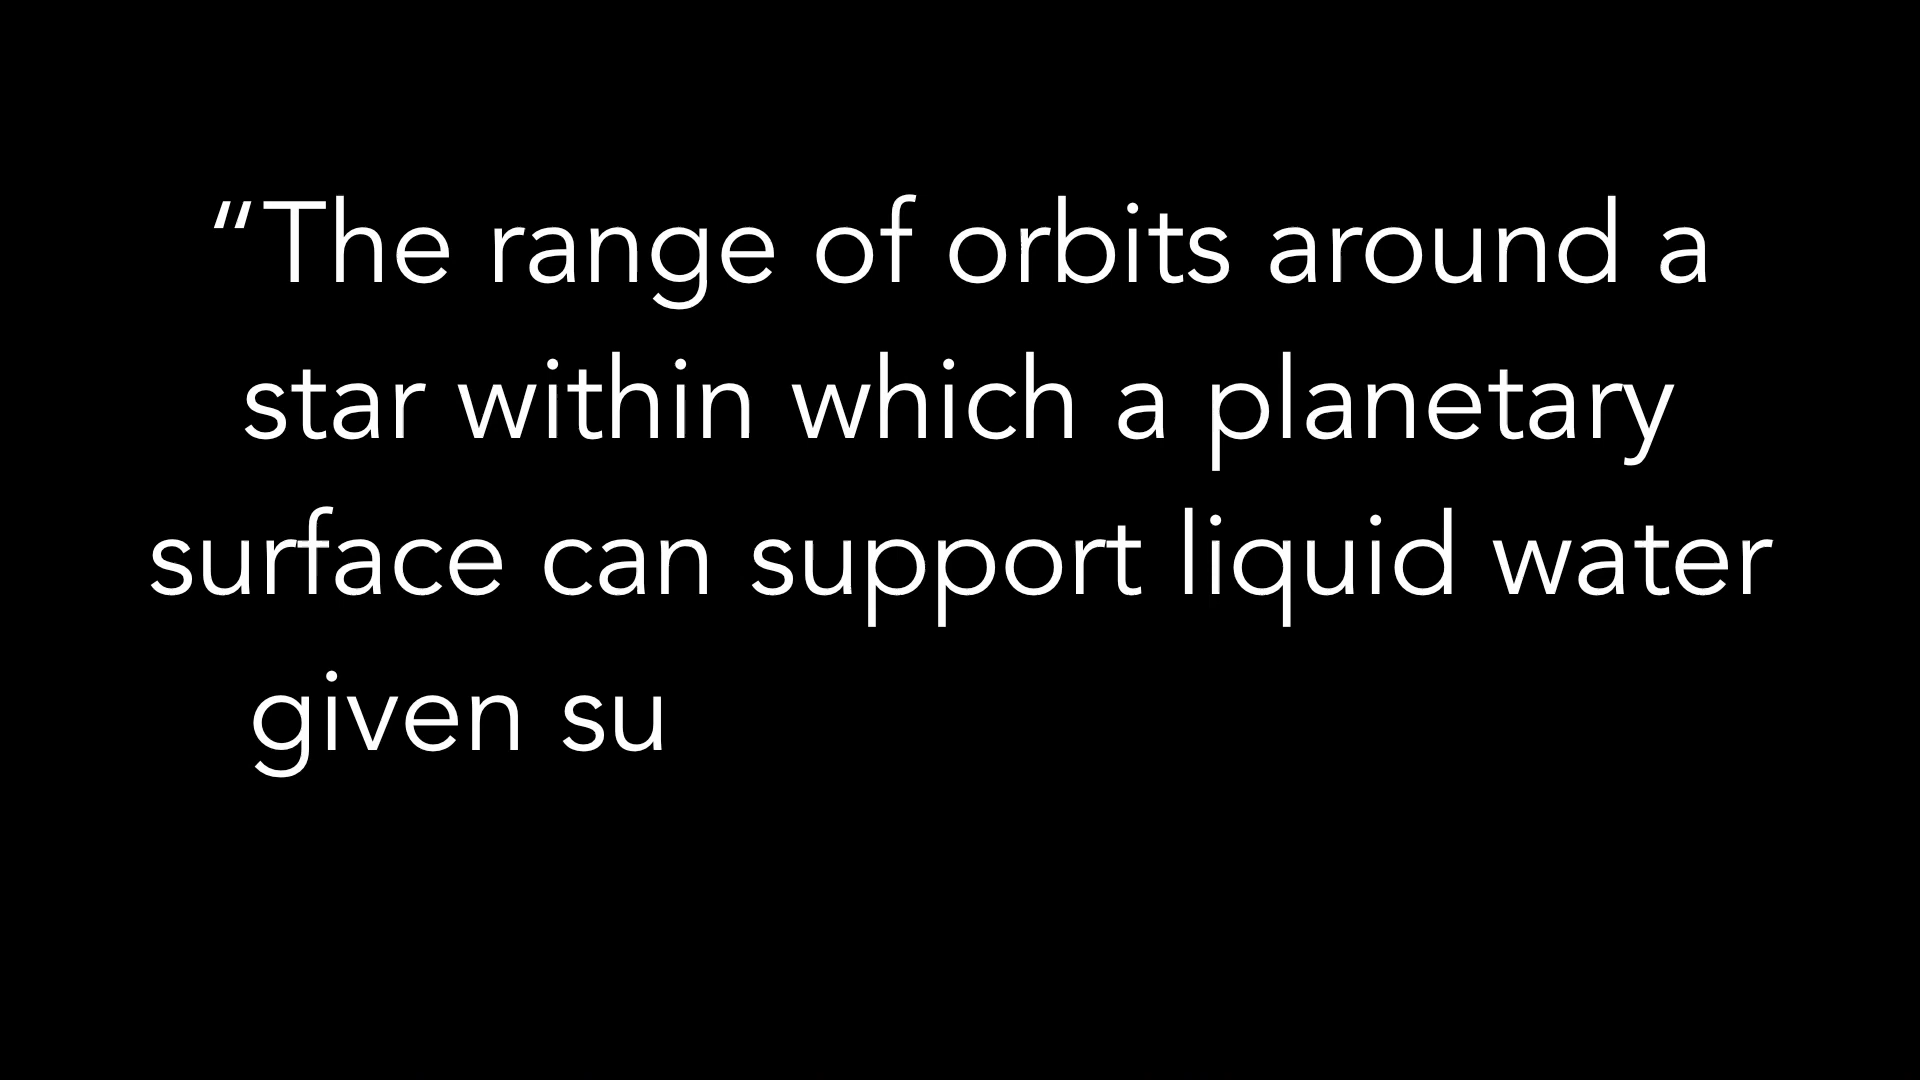 “The range of orbits around a
star within which a planetary
surface can support liquid water
given su